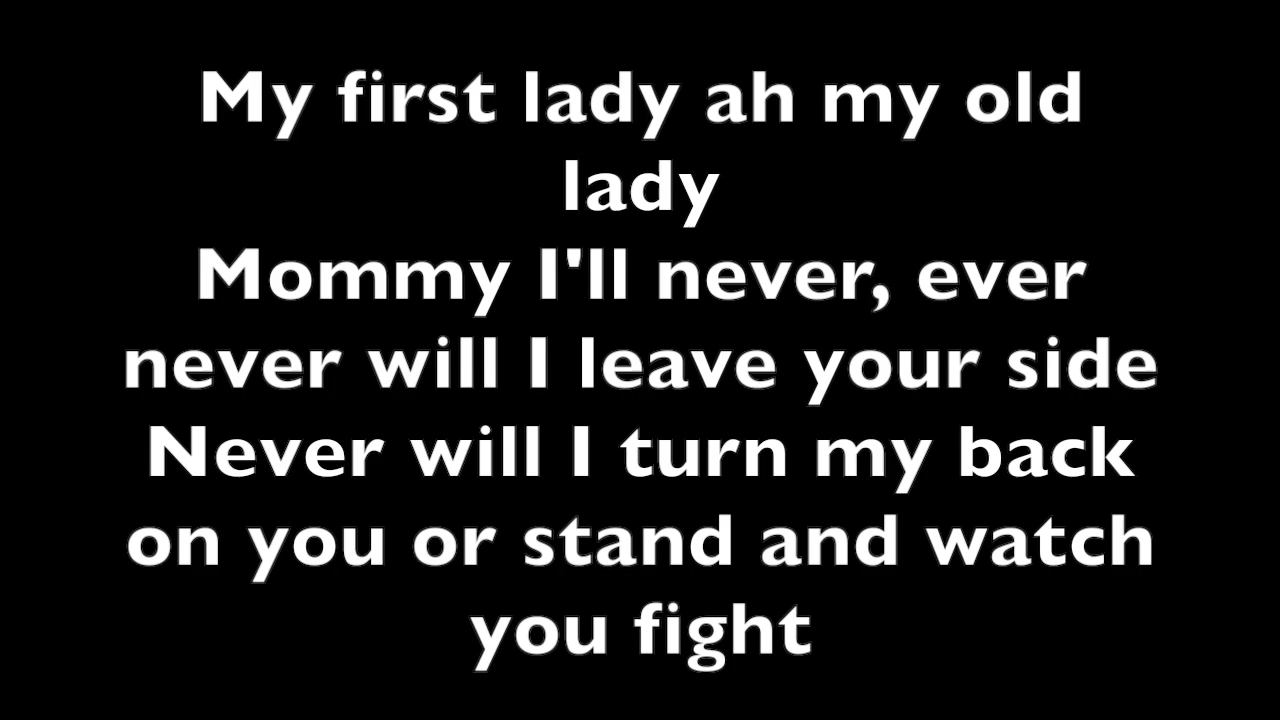 My first lady ah my old
lady
Mommy I'll never, ever
never will I leave your side
Never will I turn my back
on you or stand and watch
you fight